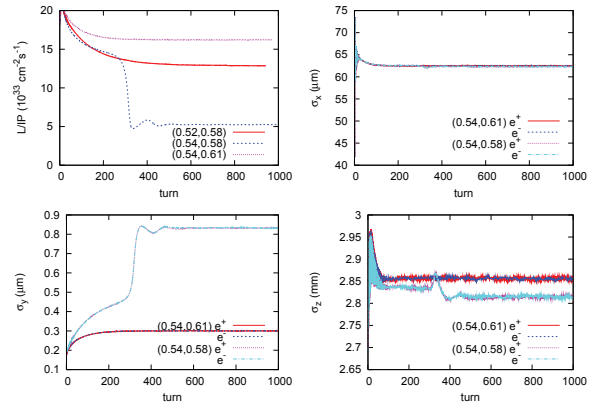 20
15
10
5
0
L/IP (10³³ cm⁻²s⁻¹)
(0.52,0.58)
(0.54,0.58)
(0.54,0.61)
0 200 400 600 800 1000
turn
75
70
65
60
55
50
45
40
σx (μm)
(0.54,0.61) e⁺
e⁻
(0.54,0.58) e⁺
e⁻
0 200 400 600 800 1000
turn
0.9
0.8
0.7
0.6
0.5
0.4
0.3
0.2
0.1
σy (μm)
(0.54,0.61) e⁺
e⁻
(0.54,0.58) e⁺
e⁻
0 200 400 600 800 1000
turn
3
2.95
2.9
2.85
2.8
2.75
2.7
2.65
σz (mm)
(0.54,0.61) e⁺
e⁻
(0.54,0.58) e⁺
e⁻
0 200 400 600 800 1000
turn